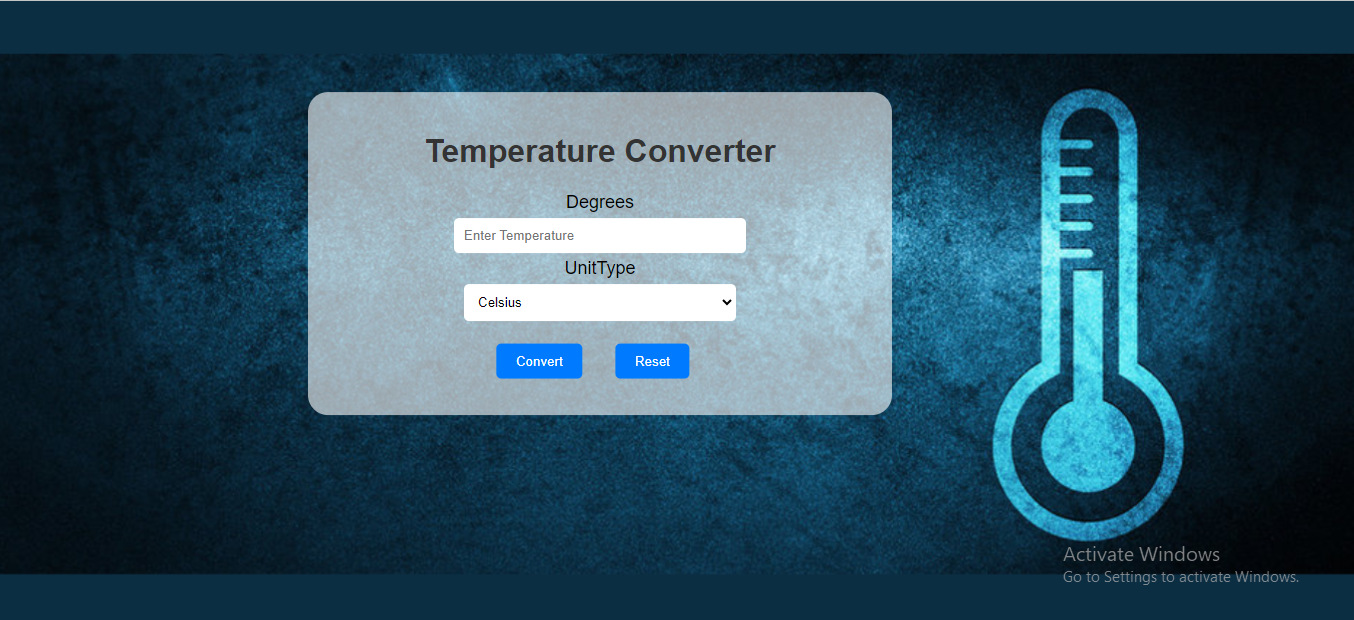 Temperature Converter
Degrees
Enter Temperature
UnitType
Celsius
Convert Reset
Activate Windows
Go to Settings to activate Windows.